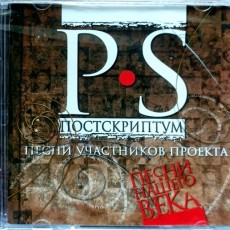 P·S
ПОСТСКРИПТУМ
ПЕСНИ УЧАСТНИКОВ ПРОЕКТА
ПЕСНИ
НАШЕГО
ВЕКА